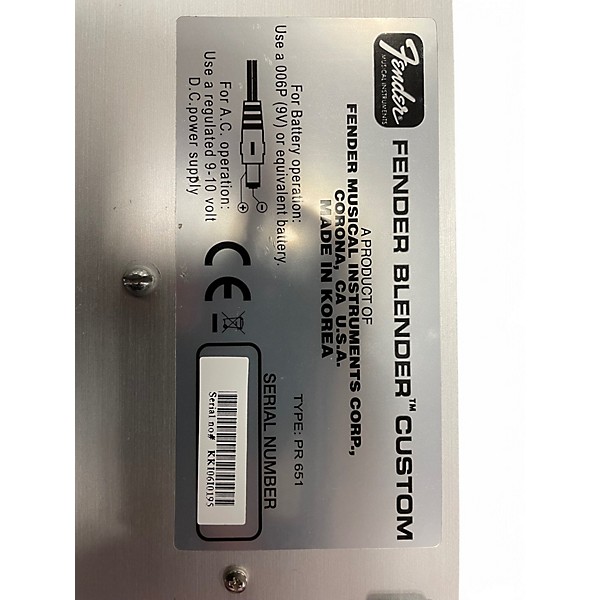 Fender
MUSICAL INSTRUMENTS
FENDER BLENDER™ CUSTOM
A PRODUCT OF
FENDER MUSICAL INSTRUMENTS CORP.,
CORONA, CA U.S.A.
MADE IN KOREA
For Battery operation:
Use a 006P (9V) or equivalent battery.
For A.C. operation:
Use a regulated 9-10 volt
D.C.power supply
CE
TYPE: PR 651
SERIAL NUMBER
Serial no# KK10610195